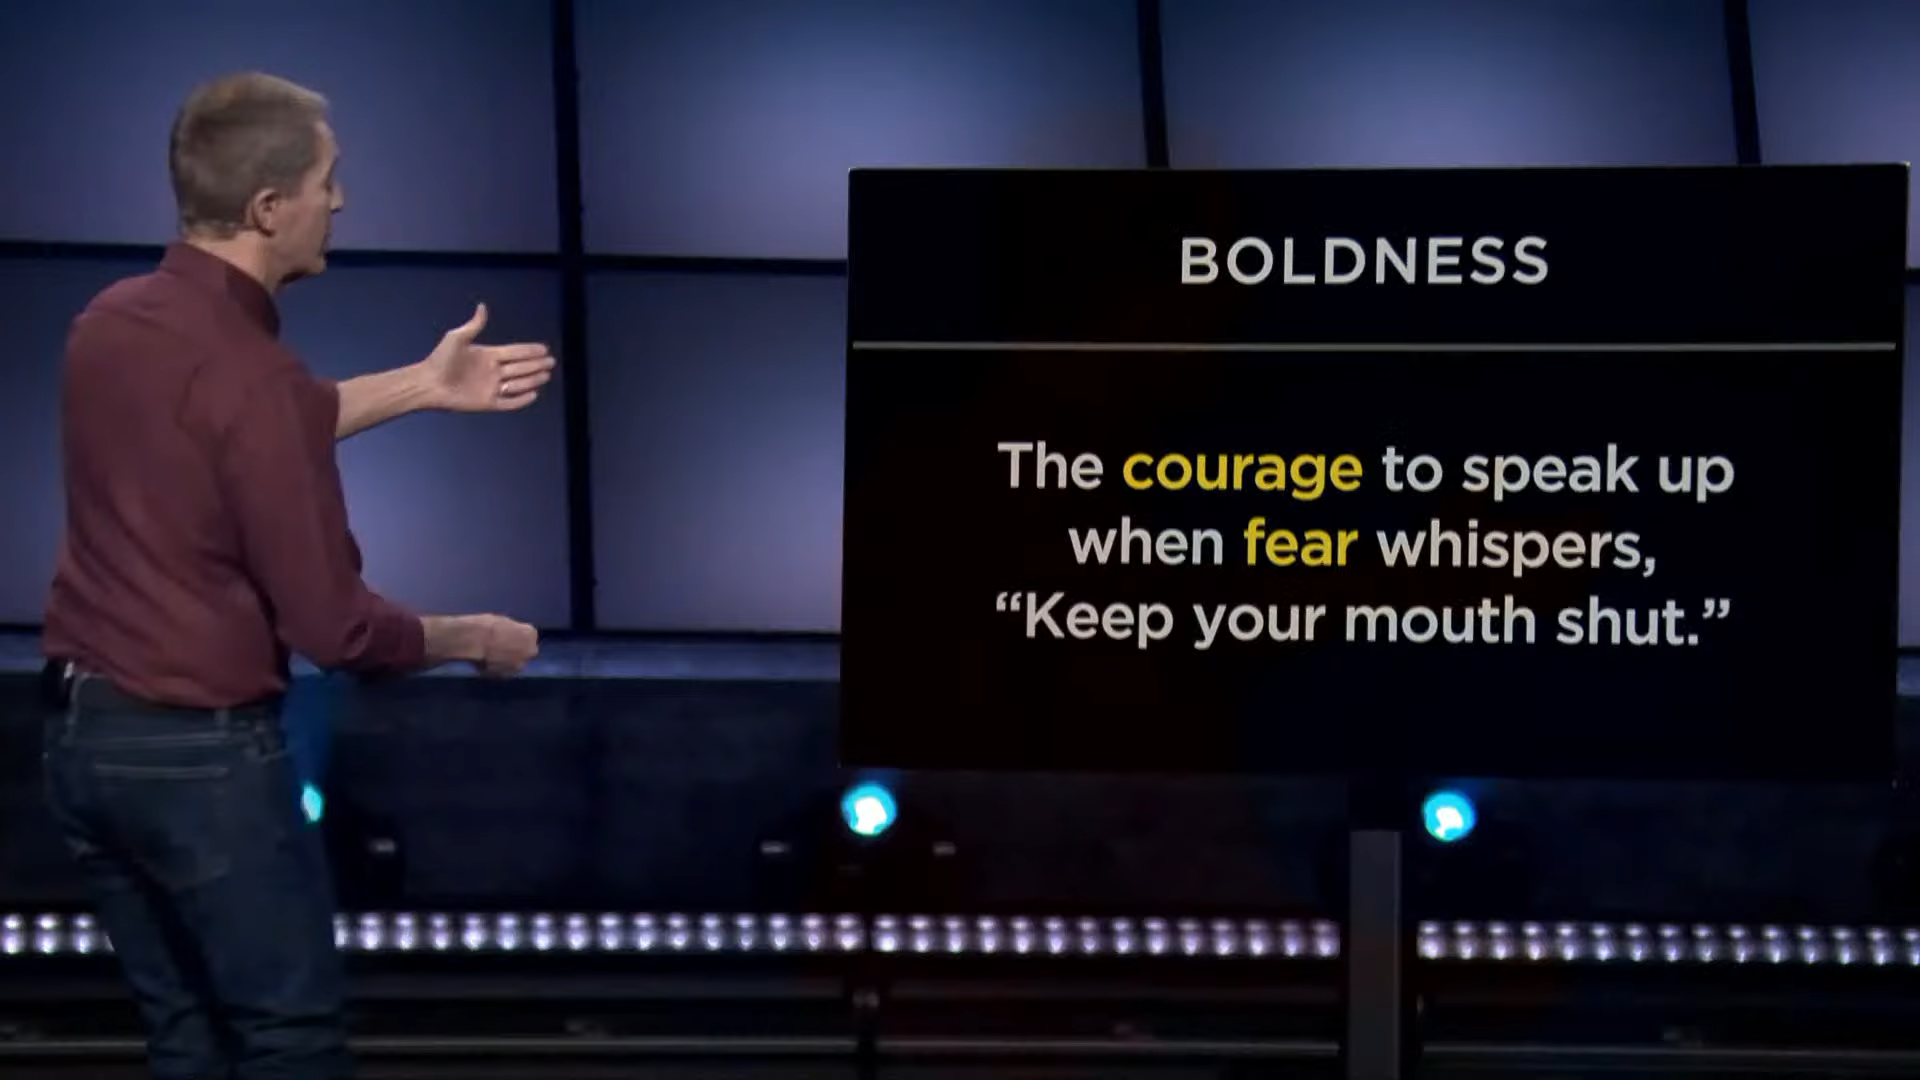 BOLDNESS
The courage to speak up
when fear whispers,
“Keep your mouth shut.”